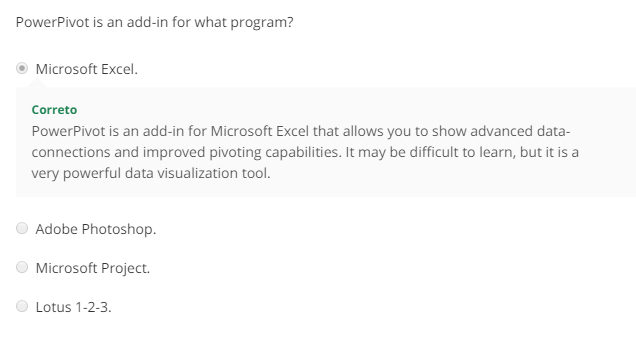 PowerPivot is an add-in for what program?
Microsoft Excel.
Correto
PowerPivot is an add-in for Microsoft Excel that allows you to show advanced data-
connections and improved pivoting capabilities. It may be difficult to learn, but it is a
very powerful data visualization tool.
Adobe Photoshop.
Microsoft Project.
Lotus 1-2-3.